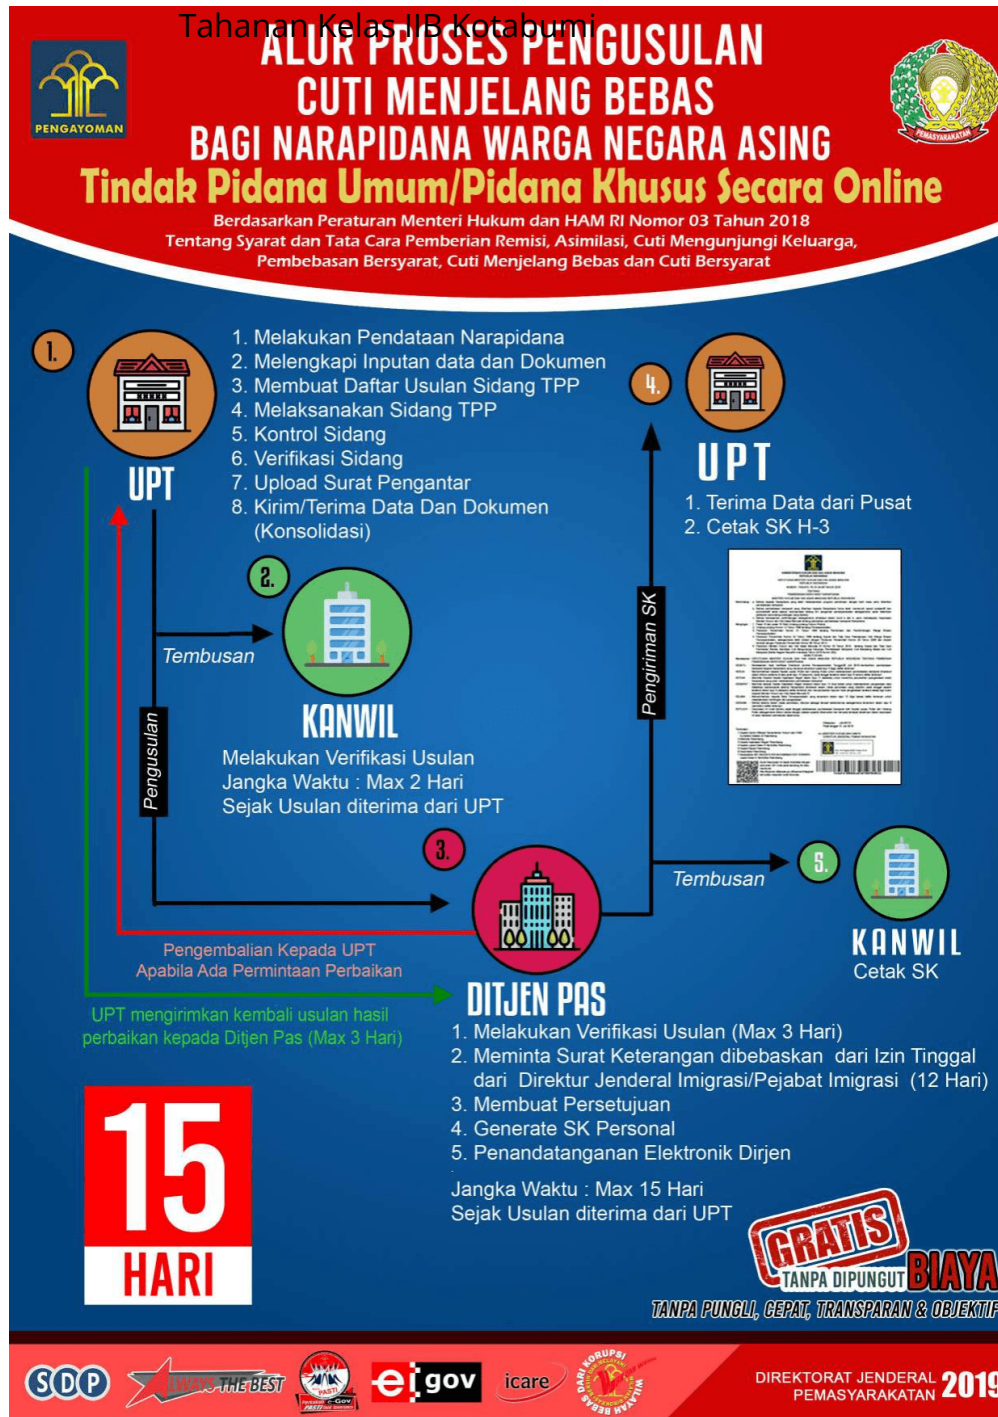 Tahanan Kelas IIB Kotabumi
ALUR PROSES PENGUSULAN
CUTI MENJELANG BEBAS
BAGI NARAPIDANA WARGA NEGARA ASING
Tindak Pidana Umum/Pidana Khusus Secara Online
Berdasarkan Peraturan Menteri Hukum dan HAM RI Nomor 03 Tahun 2018
Tentang Syarat dan Tata Cara Pemberian Remisi, Asimilasi, Cuti Mengunjungi Keluarga,
Pembebasan Bersyarat, Cuti Menjelang Bebas dan Cuti Bersyarat
PENGAYOMAN
PEMASYARAKATAN
1.
UPT
1. Melakukan Pendataan Narapidana
2. Melengkapi Inputan data dan Dokumen
3. Membuat Daftar Usulan Sidang TPP
4. Melaksanakan Sidang TPP
5. Kontrol Sidang
6. Verifikasi Sidang
7. Upload Surat Pengantar
8. Kirim/Terima Data Dan Dokumen
(Konsolidasi)
4.
UPT
1. Terima Data dari Pusat
2. Cetak SK H-3
2.
Tembusan
KANWIL
Melakukan Verifikasi Usulan
Jangka Waktu : Max 2 Hari
Sejak Usulan diterima dari UPT
Pengusulan
Pengiriman SK
3.
Tembusan
5.
KANWIL
Cetak SK
Pengembalian Kepada UPT
Apabila Ada Permintaan Perbaikan
UPT mengirimkan kembali usulan hasil
perbaikan kepada Ditjen Pas (Max 3 Hari)
DITJEN PAS
1. Melakukan Verifikasi Usulan (Max 3 Hari)
2. Meminta Surat Keterangan dibebaskan dari Izin Tinggal
dari Direktur Jenderal Imigrasi/Pejabat Imigrasi (12 Hari)
3. Membuat Persetujuan
4. Generate SK Personal
5. Penandatanganan Elektronik Dirjen
Jangka Waktu : Max 15 Hari
Sejak Usulan diterima dari UPT
15
HARI
GRATIS
TANPA DIPUNGUT BIAYA
TANPA PUNGLI, CEPAT, TRANSPARAN & OBJEKTIF
SDP
ALWAYS THE BEST
PASTI
e-gov
icare
WILAYAH BEBAS DARI KORUPSI
DIREKTORAT JENDERAL
PEMASYARAKATAN 2019